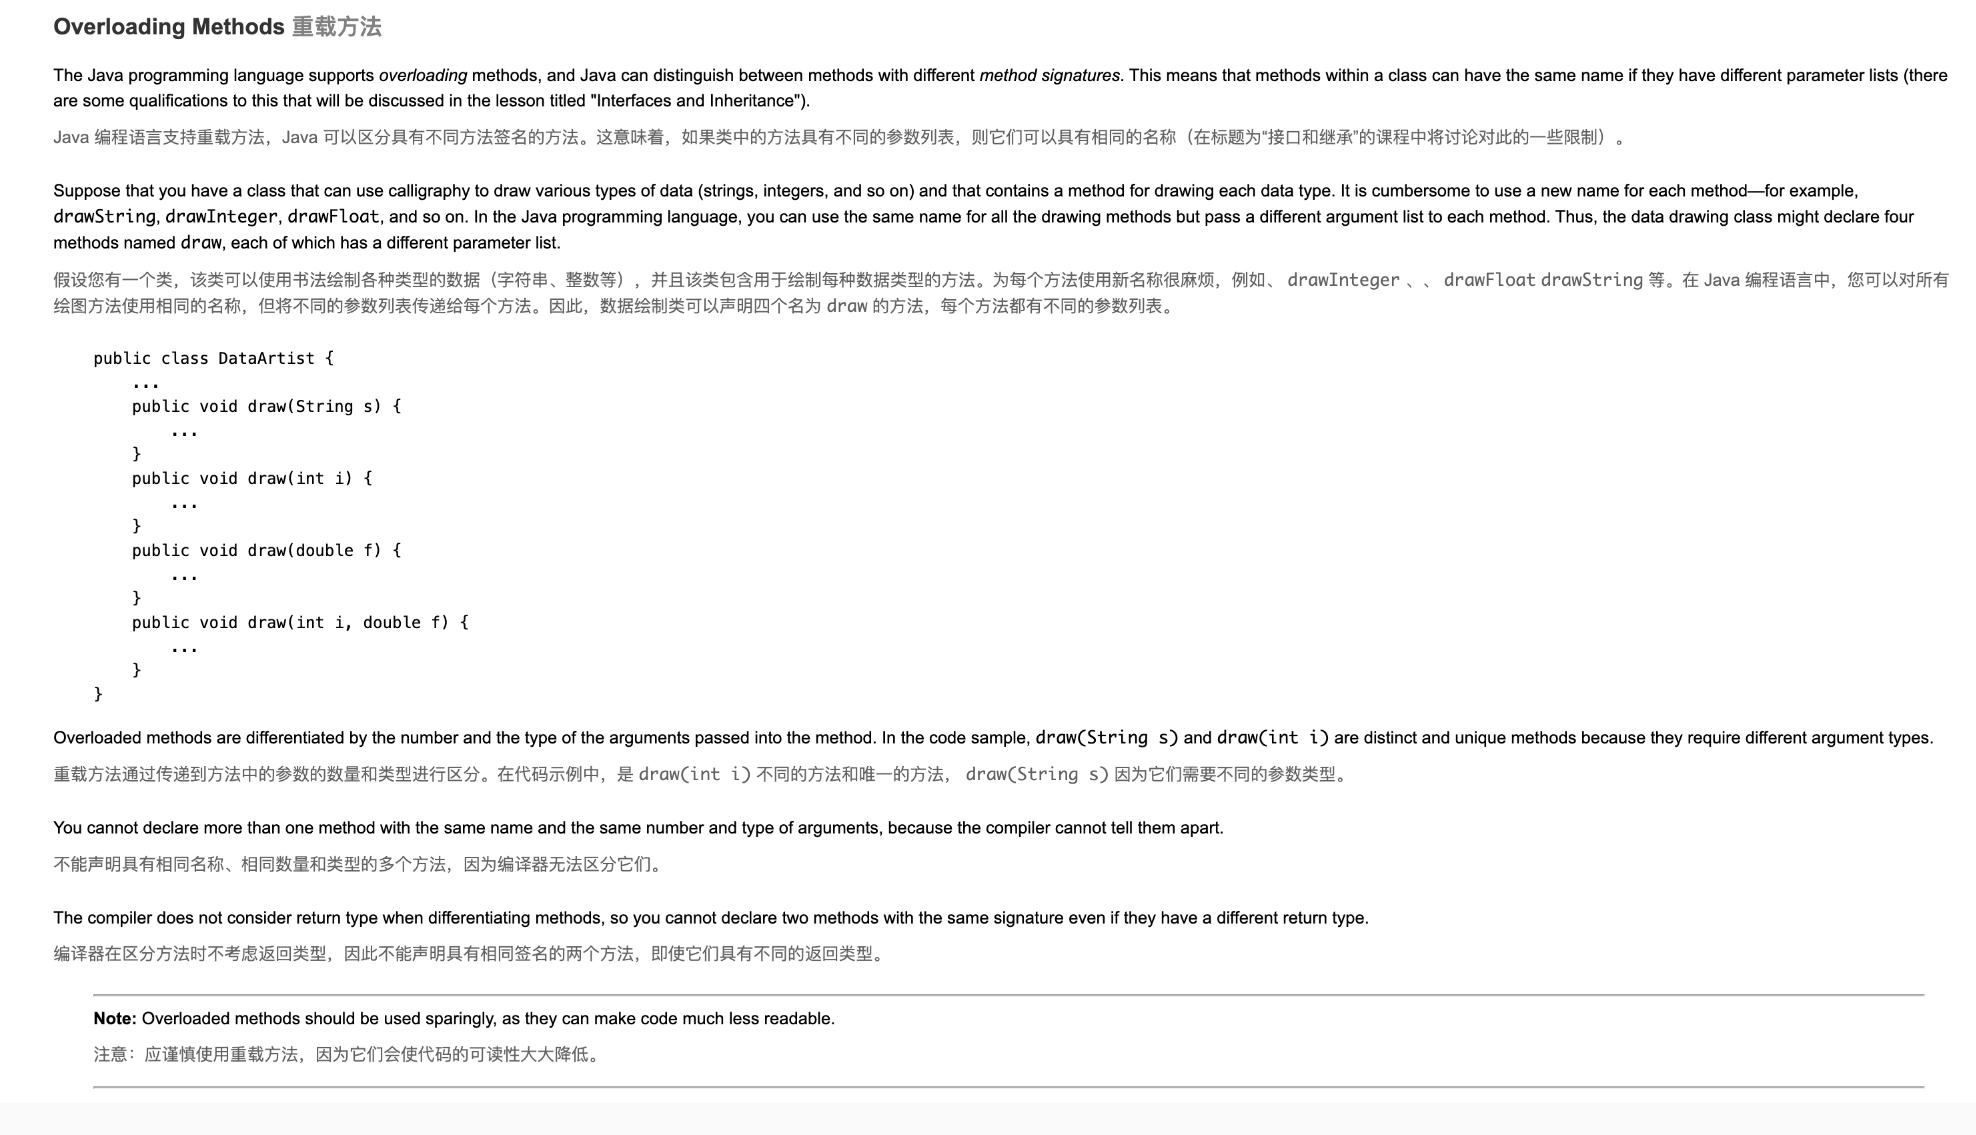 Overloading Methods 重载方法
The Java programming language supports overloading methods, and Java can distinguish between methods with different method signatures. This means that methods within a class can have the same name if they have different parameter lists (there
are some qualifications to this that will be discussed in the lesson titled "Interfaces and Inheritance").
Java 编程语言支持重载方法，Java 可以区分具有不同方法签名的方法。这意味着，如果类中的方法具有不同的参数列表，则它们可以具有相同的名称（在标题为“接口和继承”的课程中将讨论对此的一些限制）。
Suppose that you have a class that can use calligraphy to draw various types of data (strings, integers, and so on) and that contains a method for drawing each data type. It is cumbersome to use a new name for each method—for example,
drawString, drawInteger, drawFloat, and so on. In the Java programming language, you can use the same name for all the drawing methods but pass a different argument list to each method. Thus, the data drawing class might declare four
methods named draw, each of which has a different parameter list.
假设您有一个类，该类可以使用书法绘制各种类型的数据（字符串、整数等），并且该类包含用于绘制每种数据类型的方法。为每个方法使用新名称很麻烦，例如、 drawInteger 、、 drawFloat drawString 等。在 Java 编程语言中，您可以对所有
绘图方法使用相同的名称，但将不同的参数列表传递给每个方法。因此，数据绘制类可以声明四个名为 draw 的方法，每个方法都有不同的参数列表。
public class DataArtist {
    ...
    public void draw(String s) {
        ...
    }
    public void draw(int i) {
        ...
    }
    public void draw(double f) {
        ...
    }
    public void draw(int i, double f) {
        ...
    }
}
Overloaded methods are differentiated by the number and the type of the arguments passed into the method. In the code sample, draw(String s) and draw(int i) are distinct and unique methods because they require different argument types.
重载方法通过传递到方法中的参数的数量和类型进行区分。在代码示例中，是 draw(int i) 不同的方法和唯一的方法， draw(String s) 因为它们需要不同的参数类型。
You cannot declare more than one method with the same name and the same number and type of arguments, because the compiler cannot tell them apart.
不能声明具有相同名称、相同数量和类型的多个方法，因为编译器无法区分它们。
The compiler does not consider return type when differentiating methods, so you cannot declare two methods with the same signature even if they have a different return type.
编译器在区分方法时不考虑返回类型，因此不能声明具有相同签名的两个方法，即使它们具有不同的返回类型。
Note: Overloaded methods should be used sparingly, as they can make code much less readable.
注意：应谨慎使用重载方法，因为它们会使代码的可读性大大降低。